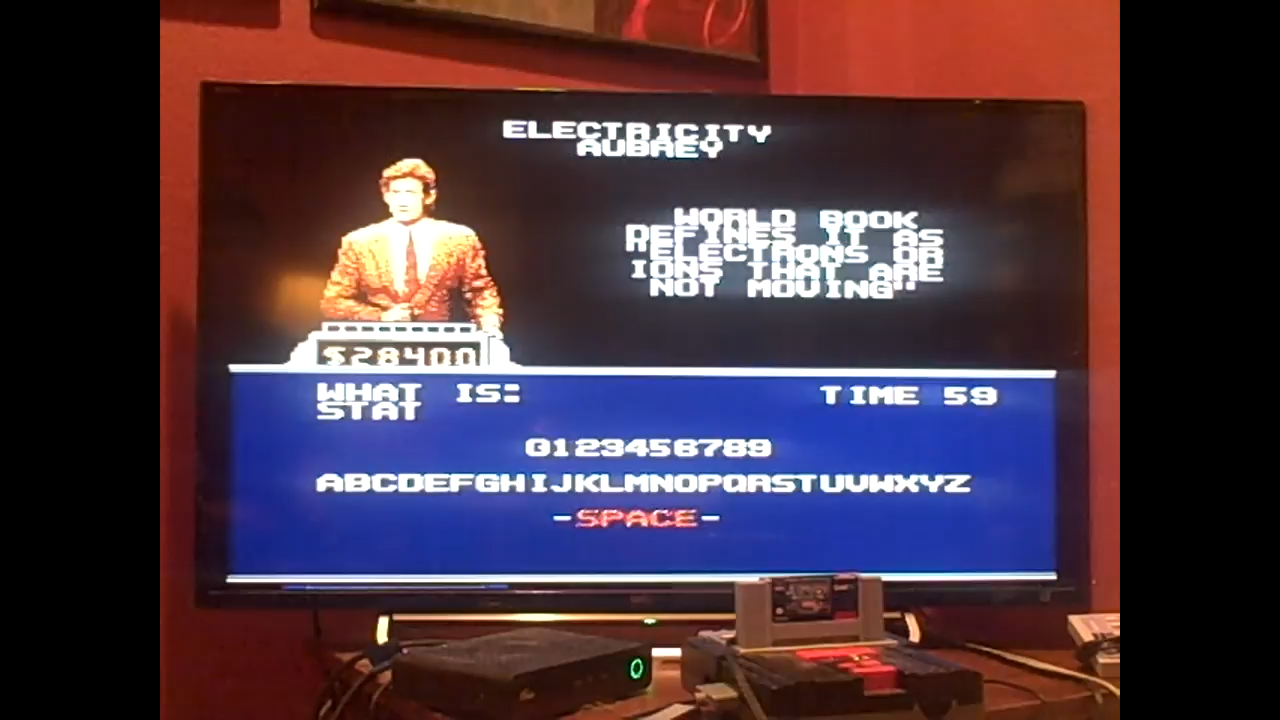 ELECTRICITY
AUBREY
WORLD BOOK
DEFINES IT AS
"ELECTRONS OR
IONS THAT ARE
NOT MOVING"
$28400
WHAT IS:
TIME 59
STAT
0123456789
ABCDEFGHIJKLMNOPQRSTUVWXYZ
-SPACE-